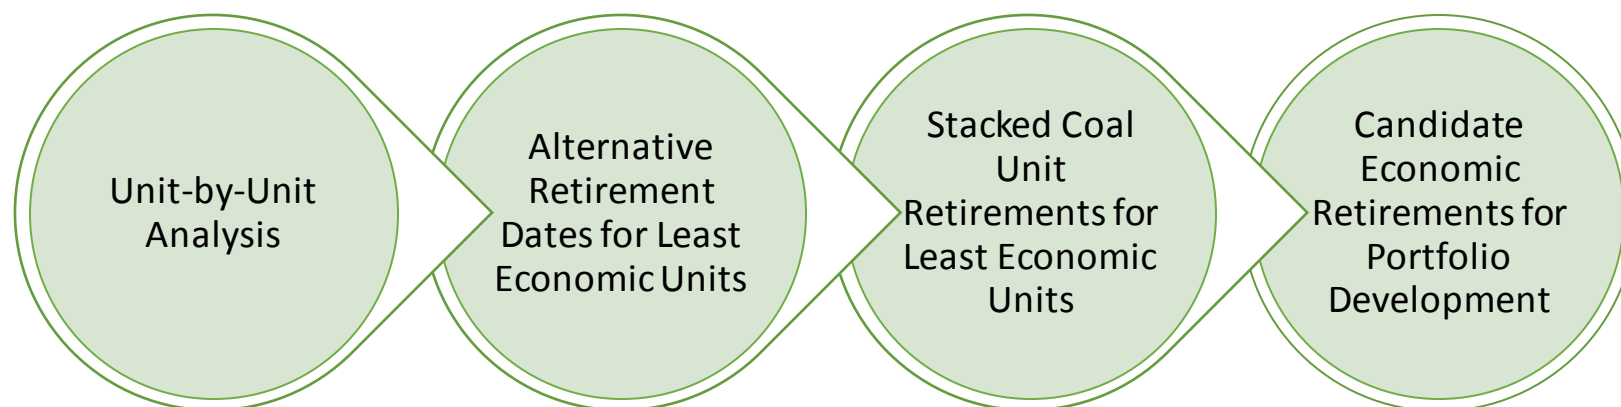 Unit-by-Unit
Analysis
Alternative
Retirement
Dates for Least
Economic Units
Stacked Coal
Unit
Retirements for
Least Economic
Units
Candidate
Economic
Retirements for
Portfolio
Development